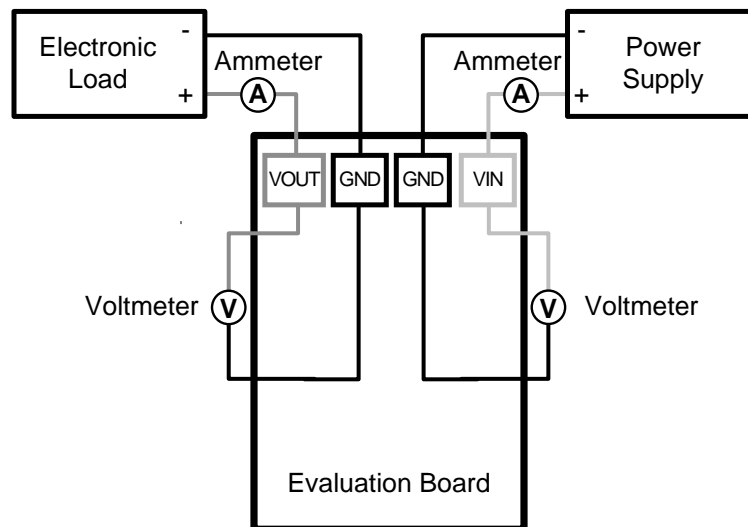 Electronic
Load
-
+
Ammeter
A
Ammeter
A
-
+
Power
Supply
VOUT
GND
GND
VIN
Voltmeter
V
V
Voltmeter
Evaluation Board